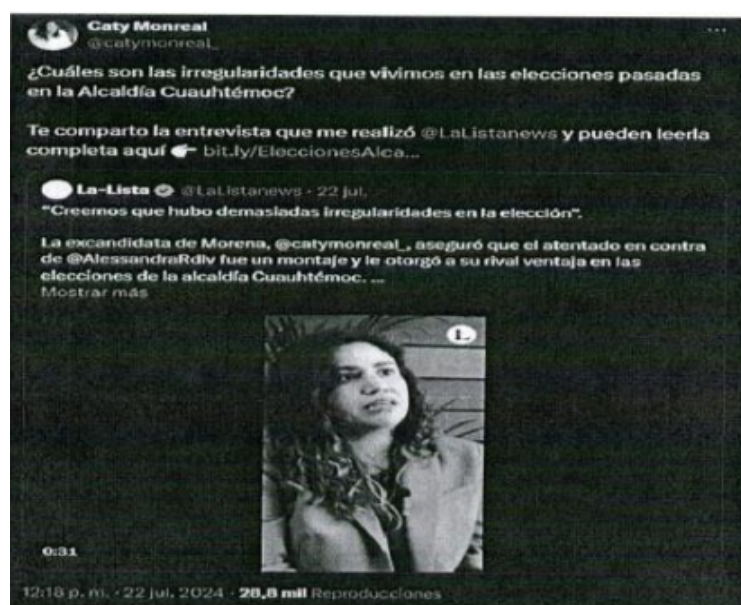 Caty Monreal
@catymonreal_
¿Cuáles son las irregularidades que vivimos en las elecciones pasadas
en la Alcaldía Cuauhtémoc?
Te comparto la entrevista que me realizó @LaListanews y pueden leerla
completa aquí 👉 bit.ly/EleccionesAlca...
La-Lista @LaListanews · 22 jul.
"Creemos que hubo demasiadas irregularidades en la elección".
La excandidata de Morena, @catymonreal_, aseguró que el atentado en contra
de @AlessandraRdlv fue un montaje y le otorgó a su rival ventaja en las
elecciones de la alcaldía Cuauhtémoc. ...
Mostrar más
L
0:31
12:18 p. m. · 22 jul. 2024 · 28,8 mil Reproducciones